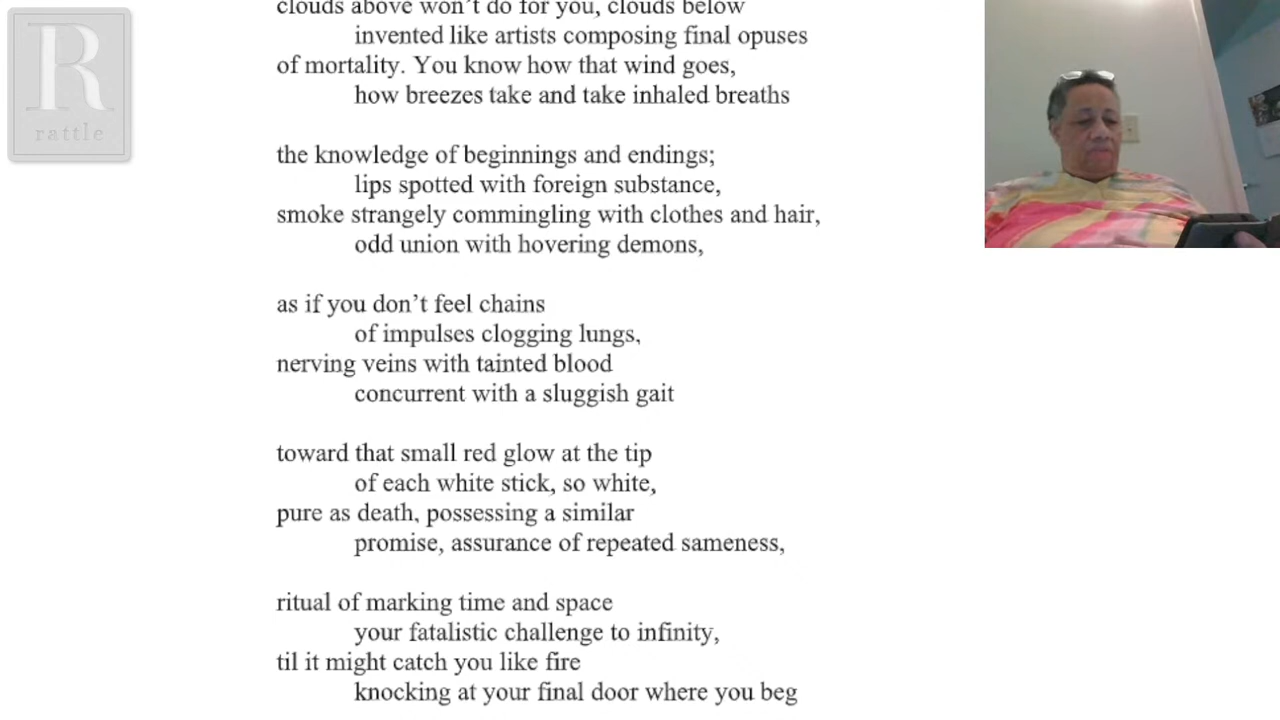 R
rattle
clouds above won't do for you, clouds below
invented like artists composing final opuses
of mortality. You know how that wind goes,
how breezes take and take inhaled breaths
the knowledge of beginnings and endings;
lips spotted with foreign substance,
smoke strangely commingling with clothes and hair,
odd union with hovering demons,
as if you don't feel chains
of impulses clogging lungs,
nerving veins with tainted blood
concurrent with a sluggish gait
toward that small red glow at the tip
of each white stick, so white,
pure as death, possessing a similar
promise, assurance of repeated sameness,
ritual of marking time and space
your fatalistic challenge to infinity,
til it might catch you like fire
knocking at your final door where you beg